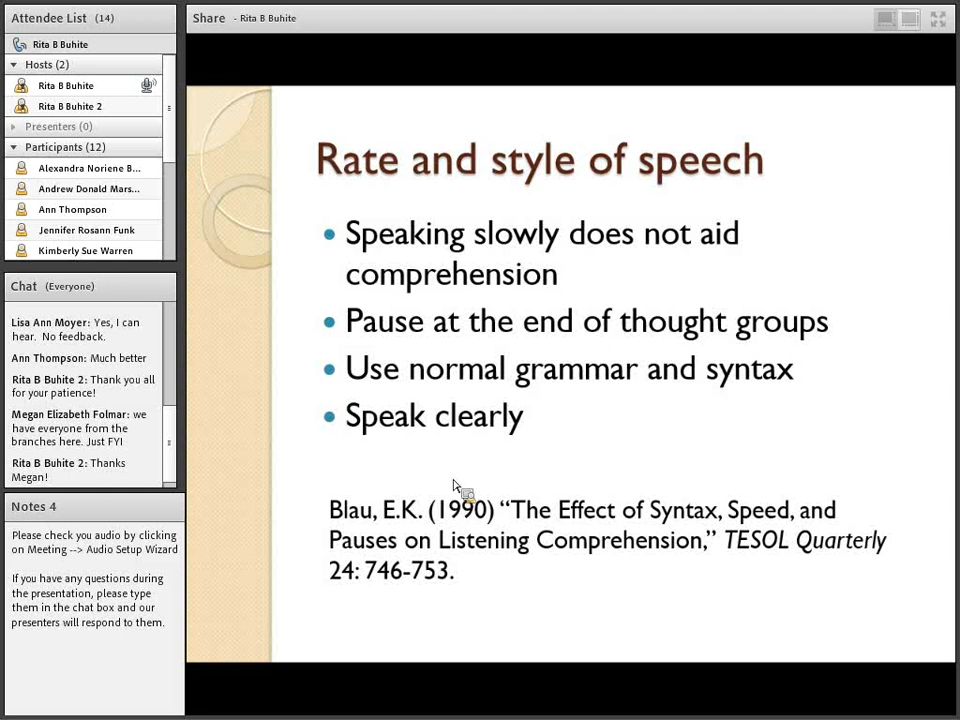 Attendee List (14)
Rita B Buhite
Hosts (2)
Rita B Buhite
Rita B Buhite 2
Presenters (0)
Participants (12)
Alexandra Noriene B...
Andrew Donald Mars...
Ann Thompson
Jennifer Rosann Funk
Kimberly Sue Warren
Chat (Everyone)
Lisa Ann Moyer: Yes, I can
hear. No feedback.
Ann Thompson: Much better
Rita B Buhite 2: Thank you all
for your patience!
Megan Elizabeth Folmar: we
have everyone from the
branches here. Just FYI
Rita B Buhite 2: Thanks
Megan!
Notes 4
Please check you audio by clicking
on Meeting --> Audio Setup Wizard
If you have any questions during
the presentation, please type
them in the chat box and our
presenters will respond to them.
Share - Rita B Buhite
Rate and style of speech
• Speaking slowly does not aid
comprehension
• Pause at the end of thought groups
• Use normal grammar and syntax
• Speak clearly
Blau, E.K. (1990) “The Effect of Syntax, Speed, and
Pauses on Listening Comprehension,” TESOL Quarterly
24: 746-753.